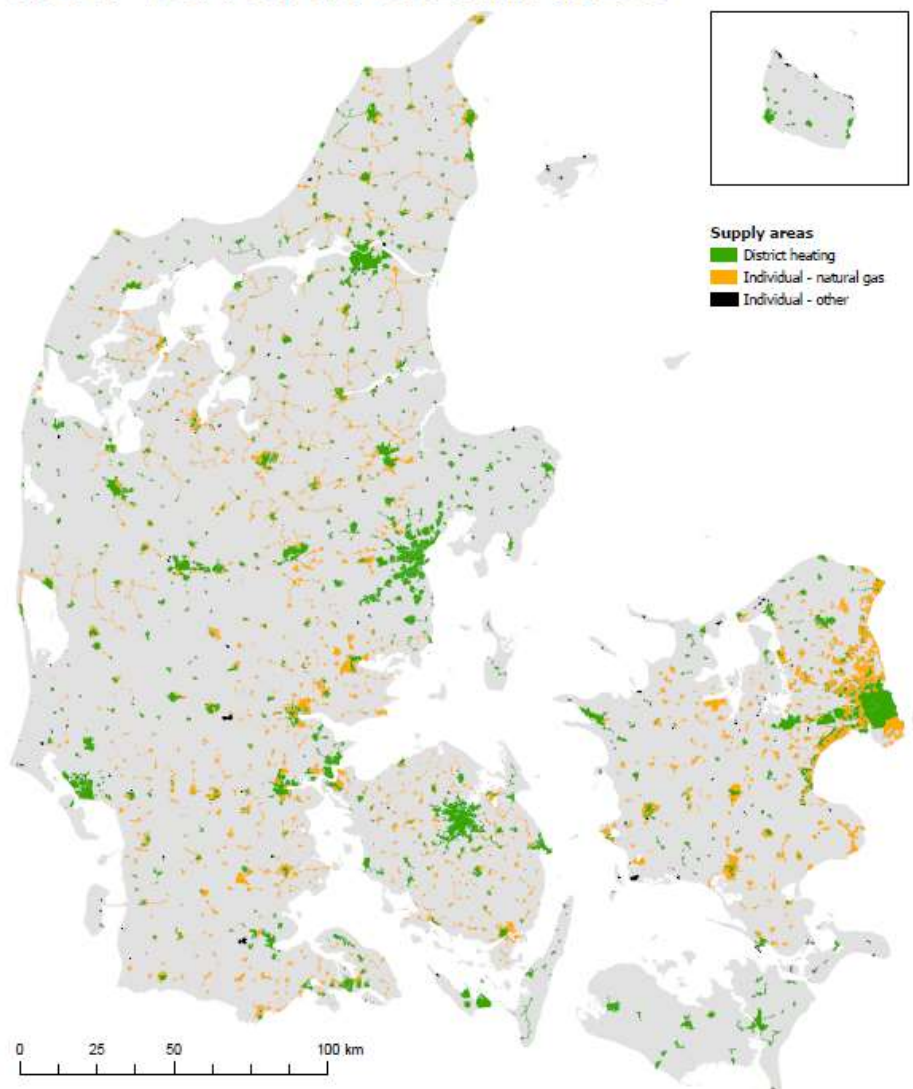 Supply areas
District heating
Individual - natural gas
Individual - other
0 25 50 100 km